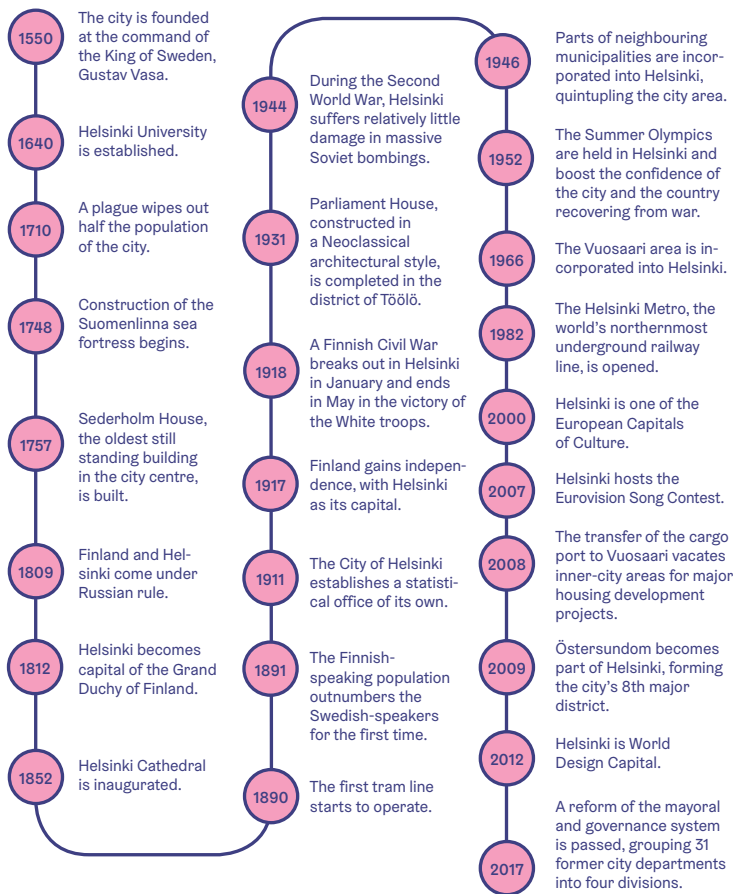 1550
The city is founded
at the command of
the King of Sweden,
Gustav Vasa.
1640
Helsinki University
is established.
1710
A plague wipes out
half the population
of the city.
1748
Construction of the
Suomenlinna sea
fortress begins.
1757
Sederholm House,
the oldest still
standing building
in the city centre,
is built.
1809
Finland and Hel-
sinki come under
Russian rule.
1812
Helsinki becomes
capital of the Grand
Duchy of Finland.
1852
Helsinki Cathedral
is inaugurated.
1890
The first tram line
starts to operate.
1891
The Finnish-
speaking population
outnumbers the
Swedish-speakers
for the first time.
1911
The City of Helsinki
establishes a statisti-
cal office of its own.
1917
Finland gains indepen-
dence, with Helsinki
as its capital.
1918
A Finnish Civil War
breaks out in Helsinki
in January and ends
in May in the victory of
the White troops.
1931
Parliament House,
constructed in
a Neoclassical
architectural style,
is completed in the
district of Töölö.
1944
During the Second
World War, Helsinki
suffers relatively little
damage in massive
Soviet bombings.
1946
Parts of neighbouring
municipalities are incor-
porated into Helsinki,
quintupling the city area.
1952
The Summer Olympics
are held in Helsinki and
boost the confidence of
the city and the country
recovering from war.
1966
The Vuosaari area is in-
corporated into Helsinki.
1982
The Helsinki Metro, the
world's northernmost
underground railway
line, is opened.
2000
Helsinki is one of the
European Capitals
of Culture.
2007
Helsinki hosts the
Eurovision Song Contest.
2008
The transfer of the cargo
port to Vuosaari vacates
inner-city areas for major
housing development
projects.
2009
Östersundom becomes
part of Helsinki, forming
the city's 8th major
district.
2012
Helsinki is World
Design Capital.
2017
A reform of the mayoral
and governance system
is passed, grouping 31
former city departments
into four divisions.